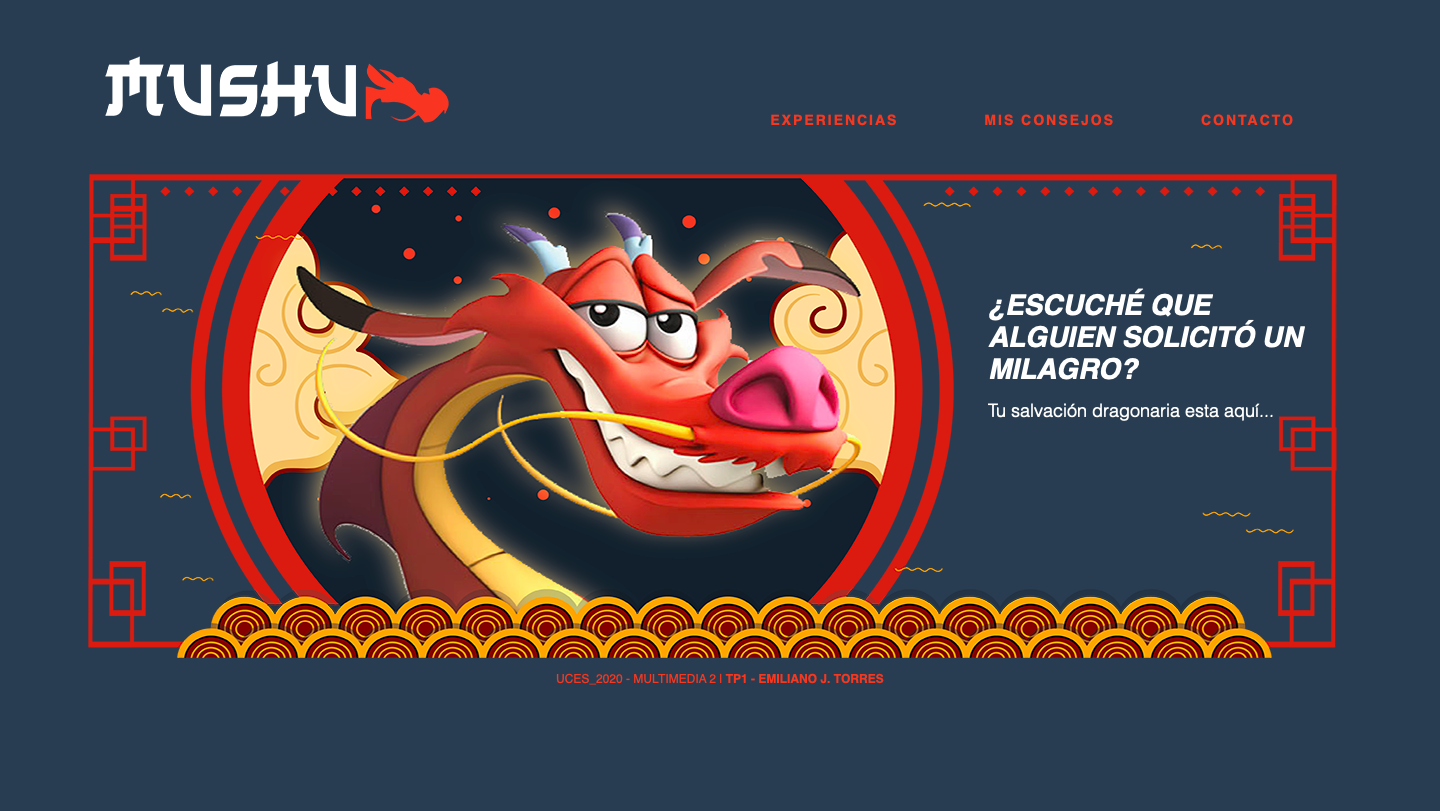 MUSHU
EXPERIENCIAS MIS CONSEJOS CONTACTO
¿ESCUCHÉ QUE
ALGUIEN SOLICITÓ UN
MILAGRO?
Tu salvación dragonaria esta aquí...
UCES_2020 - MULTIMEDIA 2 I TP1 - EMILIANO J. TORRES